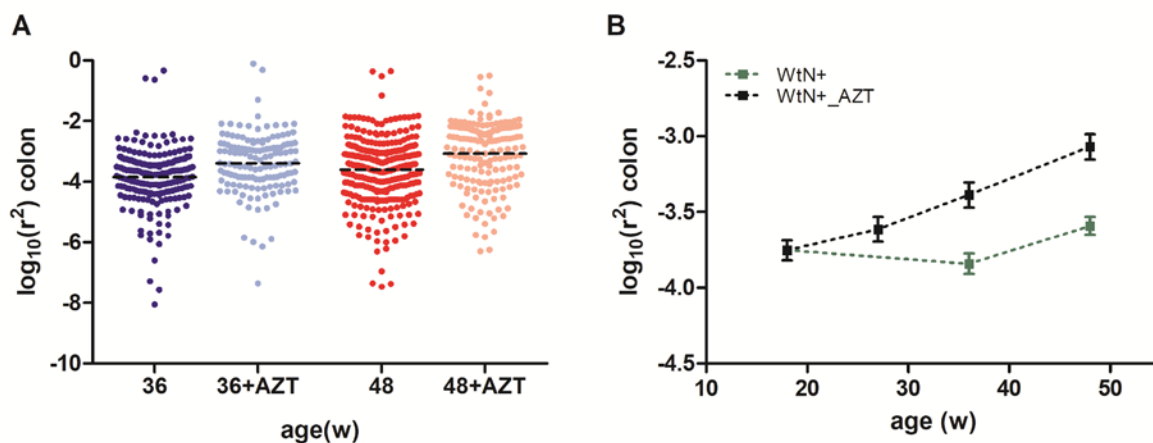 A
log₁₀(r²) colon
0
-2
-4
-6
-8
-10
36
36+AZT
48
48+AZT
age(w)
B
log₁₀(r²) colon
-2.5
-3.0
-3.5
-4.0
-4.5
WtN+
WtN+_AZT
10
20
30
40
50
age (w)